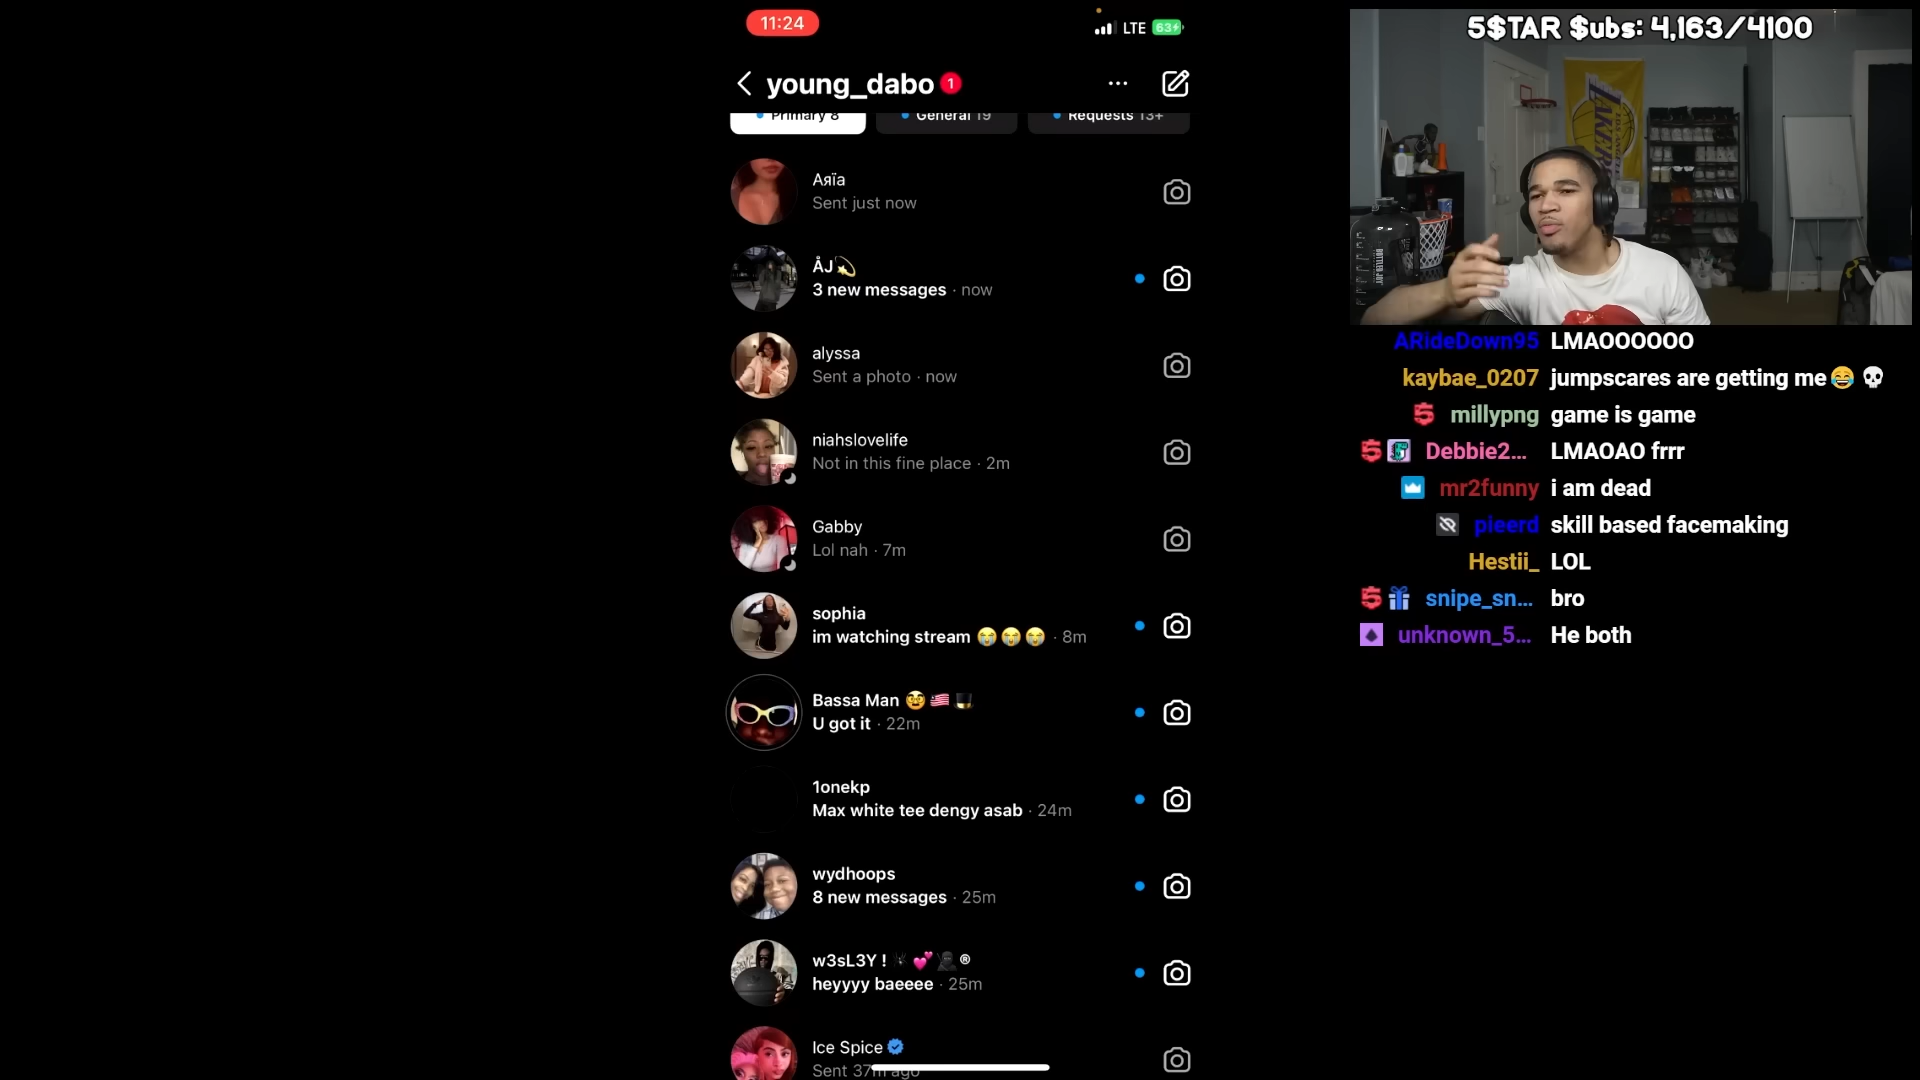 11:24
LTE 63
young_dabo 1
Primary 8
General 19
Requests 13+
Aяïa
Sent just now
ÅJ💫
3 new messages · now
alyssa
Sent a photo · now
niahslovelife
Not in this fine place · 2m
Gabby
Lol nah · 7m
sophia
im watching stream 😭😭😭 · 8m
Bassa Man 🥸🇱🇷🎩
U got it · 22m
1onekp
Max white tee dengy asab · 24m
wydhoops
8 new messages · 25m
w3sL3Y ! 💕®
heyyyy baeeee · 25m
Ice Spice
Sent 37m ago
5$TAR $ubs: 4,163/4100
LAKERS
ARideDown95 LMAOOOOOO
kaybae_0207 jumpscares are getting me😂💀
millypng game is game
Debbie2... LMAOAO frrr
mr2funny i am dead
pleerd skill based facemaking
Hestii_ LOL
snipe_sn... bro
unknown_5... He both